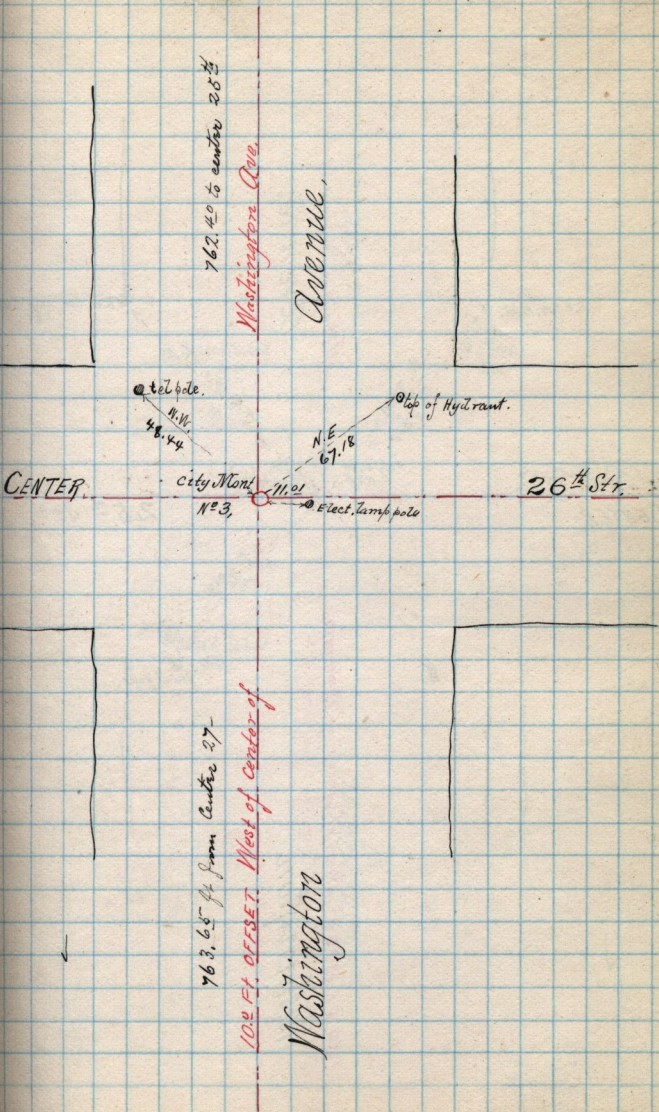 762.40 to center 25th
Washington Ave.
Avenue,
tel pole.
N.W.
48.44
top of Hydrant.
N.E
67.18
CENTER
City Mont
No 3,
11.01
Elect. lamp pole
26th Str.
763.65 ft from Center 27
10.0 Ft OFFSET West of Center of
Washington